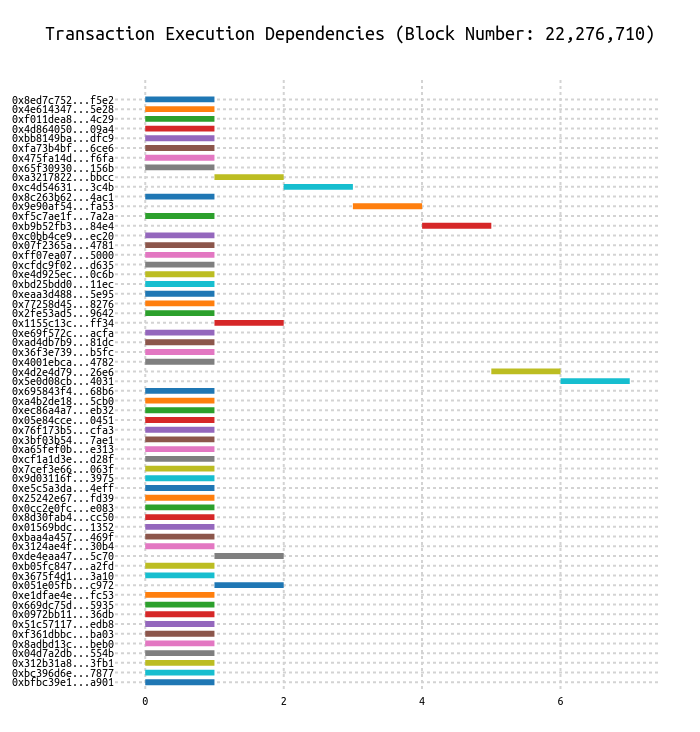 Transaction Execution Dependencies (Block Number: 22,276,710)
0x8ed7c752...f5e2
0x4e614347...5e28
0xf011dea8...4c29
0x4d864050...09a4
0xbb8149ba...dfc9
0xfa73b4bf...6ce6
0x475fa14d...f6fa
0x65f30930...156b
0xa3217822...bbcc
0xc4d54631...3c4b
0x8c263b62...4ac1
0x9e90af54...fa53
0xf5c7ae1f...7a2a
0xb9b52fb3...84e4
0xc0bb4ce9...ec20
0x07f2365a...4781
0xff07ea07...5000
0xcfdc9f02...d635
0xe4d925ec...0c6b
0xbd25bdd0...11ec
0xeaa3d488...5e95
0x77258d45...8276
0x2fe53ad5...9642
0x1155c13c...ff34
0xe69f572c...acfa
0xad4db7b9...81dc
0x36f3e739...b5fc
0x4001ebca...4782
0x4d2e4d79...26e6
0x5e0d08cb...4031
0x695843f4...68b6
0xa4b2de18...5cb0
0xec86a4a7...eb32
0x05e84cce...0451
0x76f173b5...cfa3
0x3bf03b54...7ae1
0xa65fef0b...e313
0xcf1a1d3e...d28f
0x7cef3e66...063f
0x9d03116f...3975
0xe5c5a3da...4eff
0x25242e67...fd39
0x0cc2e0fc...e083
0x8d30fab4...cc50
0x01569bdc...1352
0xbaa4a457...469f
0x3124ae4f...30b4
0xde4eaa47...5c70
0xb05fc847...a2fd
0x3675f4d1...3a10
0x051e05fb...c972
0xe1dfae4e...fc53
0x669dc75d...5935
0x0972bb11...36db
0x51c57117...edb8
0xf361dbbc...ba03
0x8adbd13c...beb0
0x04d7a2db...554b
0x312b31a8...3fb1
0xbc396d6e...7877
0xbfbc39e1...a901
0 2 4 6